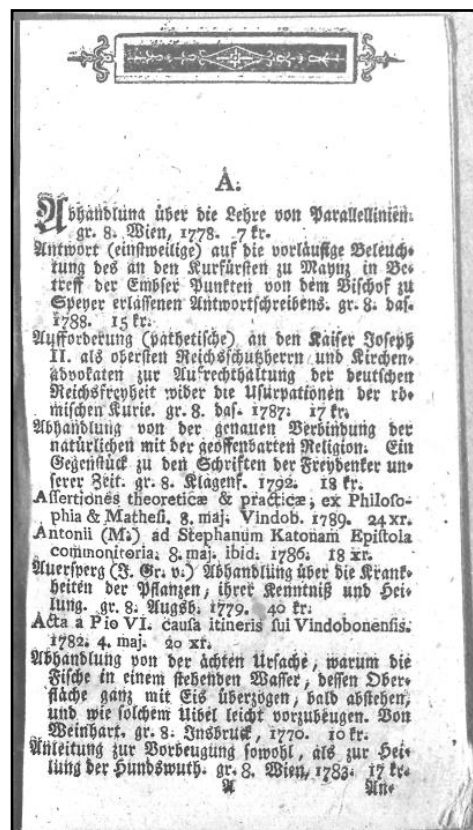 A.
Abhandlung über die Lehre von Parallellinien.
gr. 8. Wien, 1778. 7 kr.
Antwort (einstweilige) auf die vorläufige Beleuch-
tung des an den Kurfürsten zu Maynz in Be-
treff der Embser Punkten von dem Bischof zu
Speyer erlassenen Antwortschreibens. gr. 8. das.
1788. 15 kr.
Aufforderung (pathetische) an den Kaiser Joseph
II. als obersten Reichsschutzherrn und Kirchen-
advokaten zur Aufrechthaltung der deutschen
Reichsfreyheit wider die Usurpationen der rö-
mischen Kurie. gr. 8. das. 1787. 17 kr.
Abhandlung von der genauen Verbindung der
natürlichen mit der geoffenbarten Religion. Ein
Gegenstück zu den Schriften der Freydenker un-
serer Zeit. gr. 8. Klagenf. 1792. 18 kr.
Assertiones theoreticæ & practicæ, ex Philoso-
phia & Mathesi. 8. maj. Vindob. 1789. 24 xr.
Antonii (M.) ad Stephanum Katonam Epistola
commonitoria. 8. maj. ibid. 1786. 18 xr.
Auersperg (J. Gr. v.) Abhandlung über die Krank-
heiten der Pflanzen, ihrer Kenntniß und Hei-
lung. gr. 8. Augsb. 1779. 40 kr.
Acta a Pio VI. causa itineris sui Vindobonensis.
1782. 4. maj. 20 xr.
Abhandlung von der ächten Ursache, warum die
Fische in einem stehenden Wasser, dessen Ober-
fläche ganz mit Eis überzogen, bald abstehen,
und wie solchem Uibel leicht vorzubeugen. Von
Weinhart. gr. 8. Insbruck, 1770. 10 kr.
Anleitung zur Vorbeugung sowohl, als zur Hei-
lung der Hundswuth. gr. 8. Wien, 1783. 17 kr.
A An-